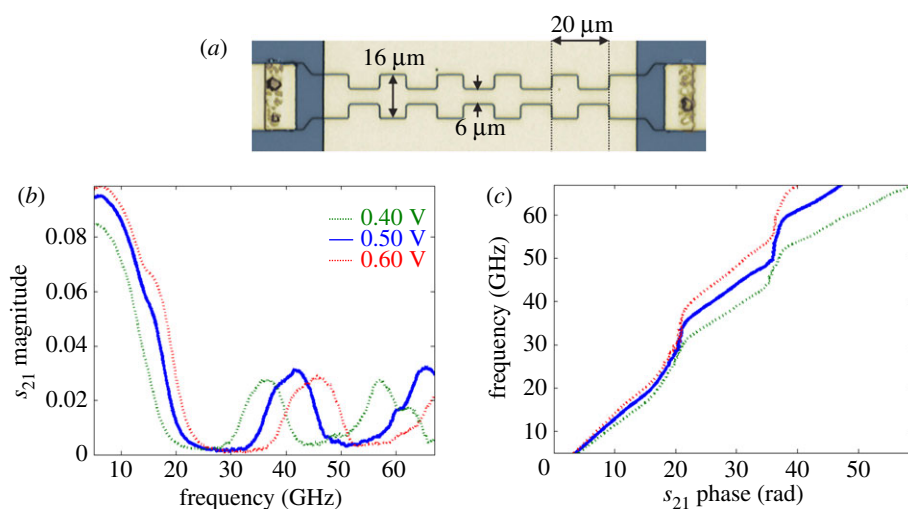 (a)
20 μm
16 μm
6 μm
(b)
0.40 V
0.50 V
0.60 V
0.08
0.06
0.04
0.02
0
10 20 30 40 50 60
s21 magnitude
frequency (GHz)
(c)
60
50
40
30
20
10
0 10 20 30 40 50
frequency (GHz)
s21 phase (rad)